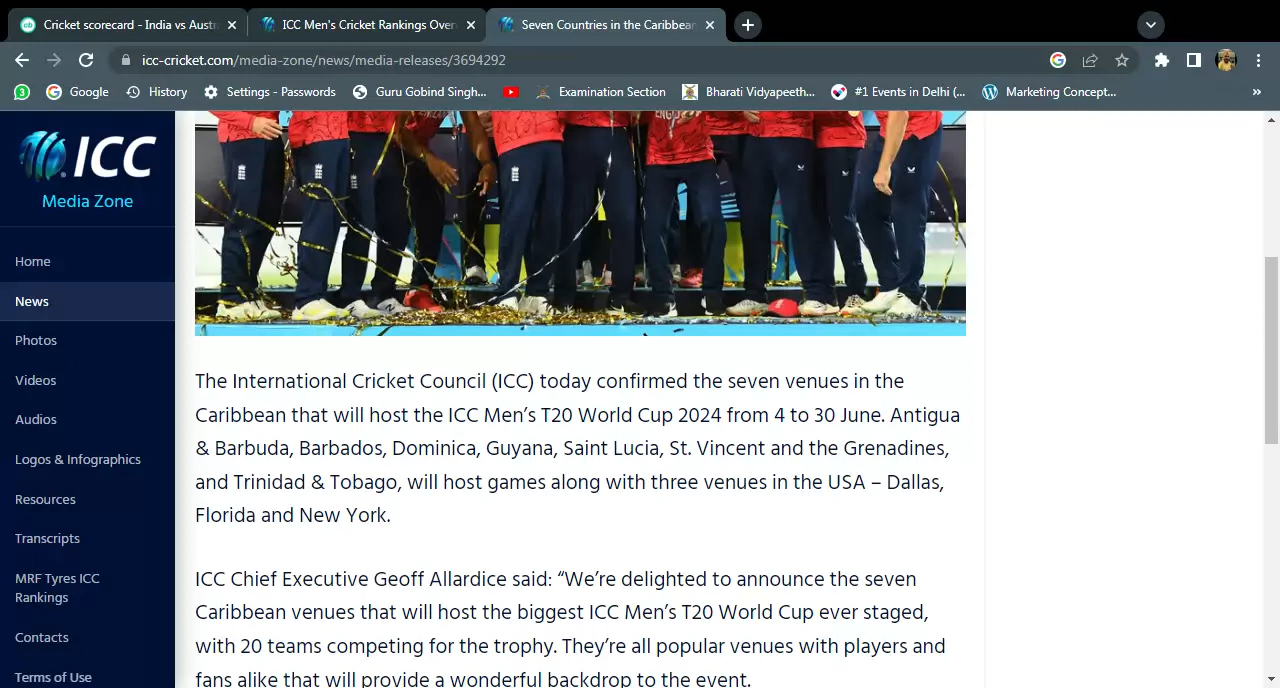 Cricket scorecard - India vs Austr
ICC Men's Cricket Rankings Over
Seven Countries in the Caribbean
icc-cricket.com/media-zone/news/media-releases/3694292
3
Google
History
Settings - Passwords
Guru Gobind Singh...
Examination Section
Bharati Vidyapeeth...
#1 Events in Delhi (...
Marketing Concept...
»
ICC
Media Zone
Home
News
Photos
Videos
Audios
Logos & Infographics
Resources
Transcripts
MRF Tyres ICC
Rankings
Contacts
Terms of Use
ENGLAND
The International Cricket Council (ICC) today confirmed the seven venues in the
Caribbean that will host the ICC Men’s T20 World Cup 2024 from 4 to 30 June. Antigua
& Barbuda, Barbados, Dominica, Guyana, Saint Lucia, St. Vincent and the Grenadines,
and Trinidad & Tobago, will host games along with three venues in the USA – Dallas,
Florida and New York.
ICC Chief Executive Geoff Allardice said: “We’re delighted to announce the seven
Caribbean venues that will host the biggest ICC Men’s T20 World Cup ever staged,
with 20 teams competing for the trophy. They’re all popular venues with players and
fans alike that will provide a wonderful backdrop to the event.